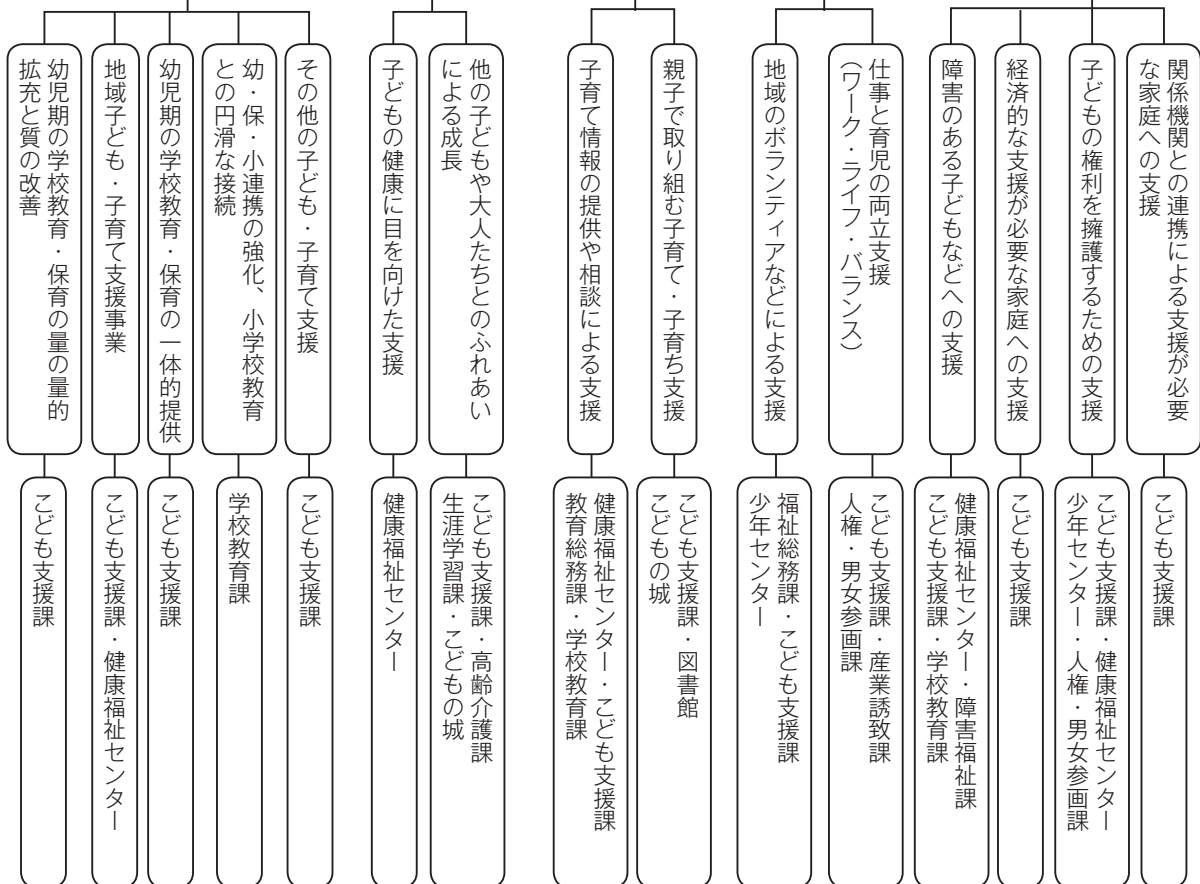 関係機関との連携による支援が必要
な家庭への支援
子どもの権利を擁護するための支援
経済的な支援が必要な家庭への支援
障害のある子どもなどへの支援
仕事と育児の両立支援
（ワーク・ライフ・バランス）
地域のボランティアなどによる支援
親子で取り組む子育て・子育ち支援
子育て情報の提供や相談による支援
他の子どもや大人たちとのふれあい
による成長
子どもの健康に目を向けた支援
その他の子ども・子育て支援
幼・保・小連携の強化、小学校教育
との円滑な接続
幼児期の学校教育・保育の一体的提供
地域子ども・子育て支援事業
幼児期の学校教育・保育の量の量的
拡充と質の改善
こども支援課
こども支援課・健康福祉センター
少年センター・人権・男女参画課
こども支援課
健康福祉センター・障害福祉課
こども支援課・学校教育課
こども支援課・産業誘致課
人権・男女参画課
福祉総務課・こども支援課
少年センター
こども支援課・図書館
こどもの城
健康福祉センター・こども支援課
教育総務課・学校教育課
こども支援課・高齢介護課
生涯学習課・こどもの城
健康福祉センター
こども支援課
学校教育課
こども支援課
こども支援課・健康福祉センター
こども支援課